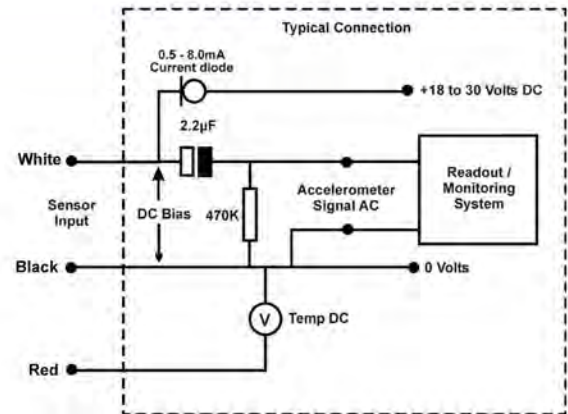 Typical Connection
0.5 - 8.0mA
Current diode
+18 to 30 Volts DC
2.2µF
White
Sensor
Input
DC Bias
470K
Accelerometer
Signal AC
Readout /
Monitoring
System
Black
0 Volts
V
Temp DC
Red